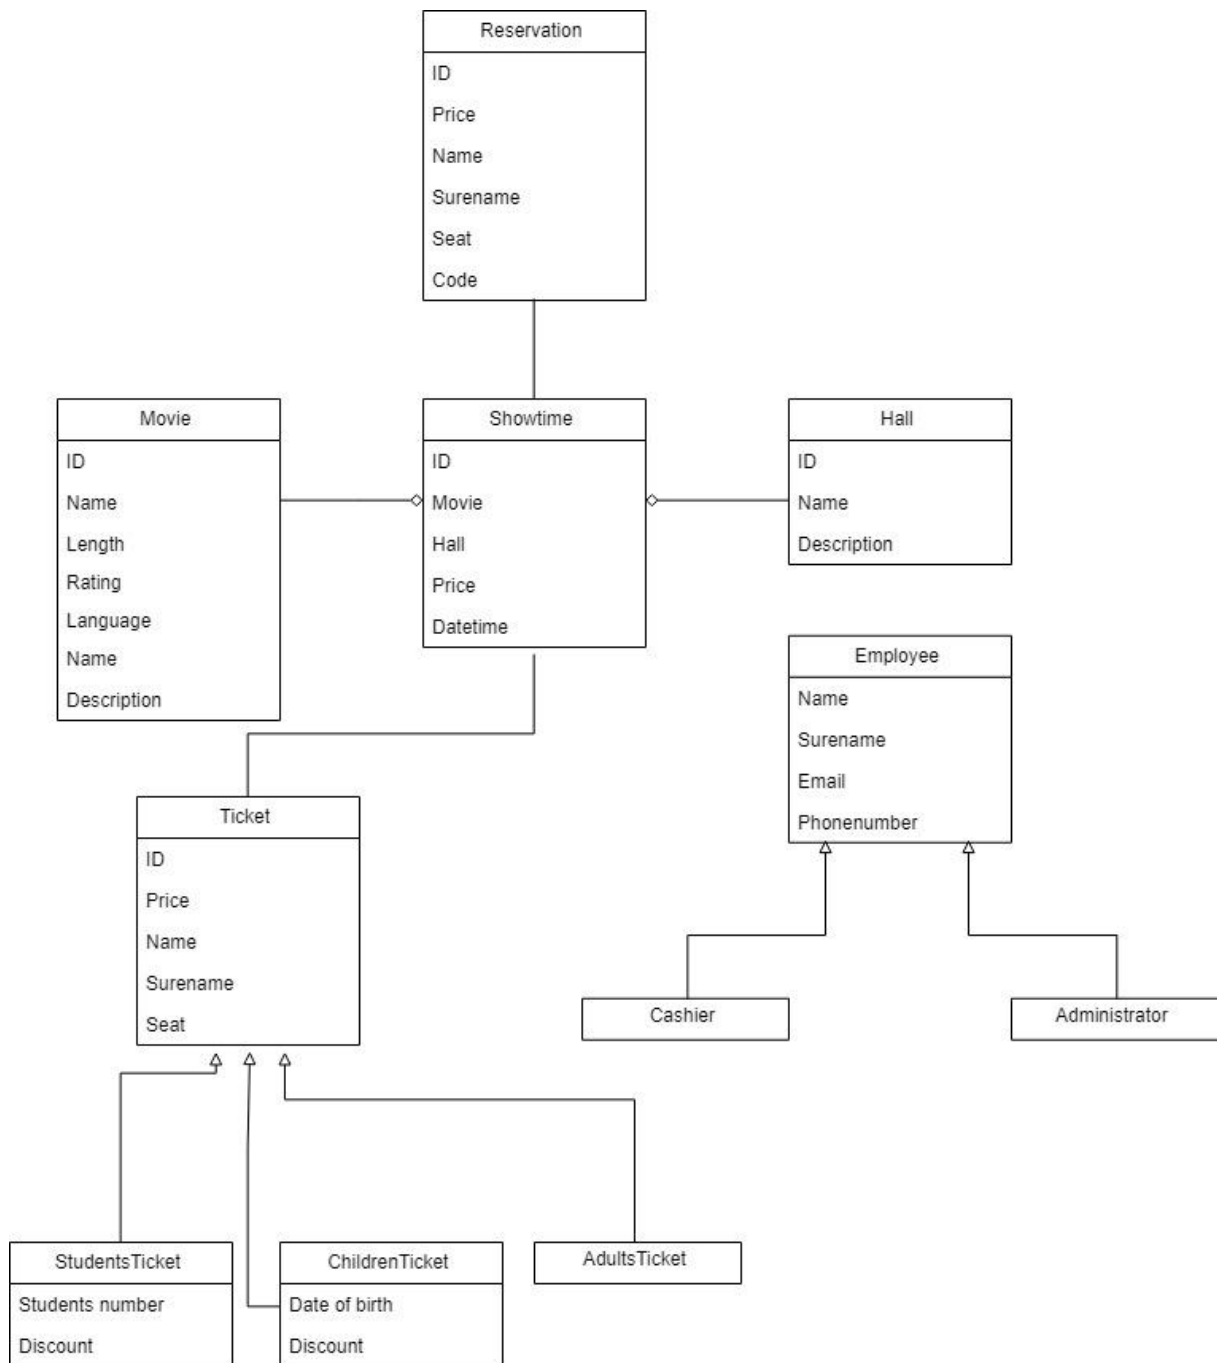 Reservation
ID
Price
Name
Surename
Seat
Code
Movie
ID
Name
Length
Rating
Language
Name
Description
Showtime
ID
Movie
Hall
Price
Datetime
Hall
ID
Name
Description
Employee
Name
Surename
Email
Phonenumber
Ticket
ID
Price
Name
Surename
Seat
Cashier
Administrator
StudentsTicket
Students number
Discount
ChildrenTicket
Date of birth
Discount
AdultsTicket